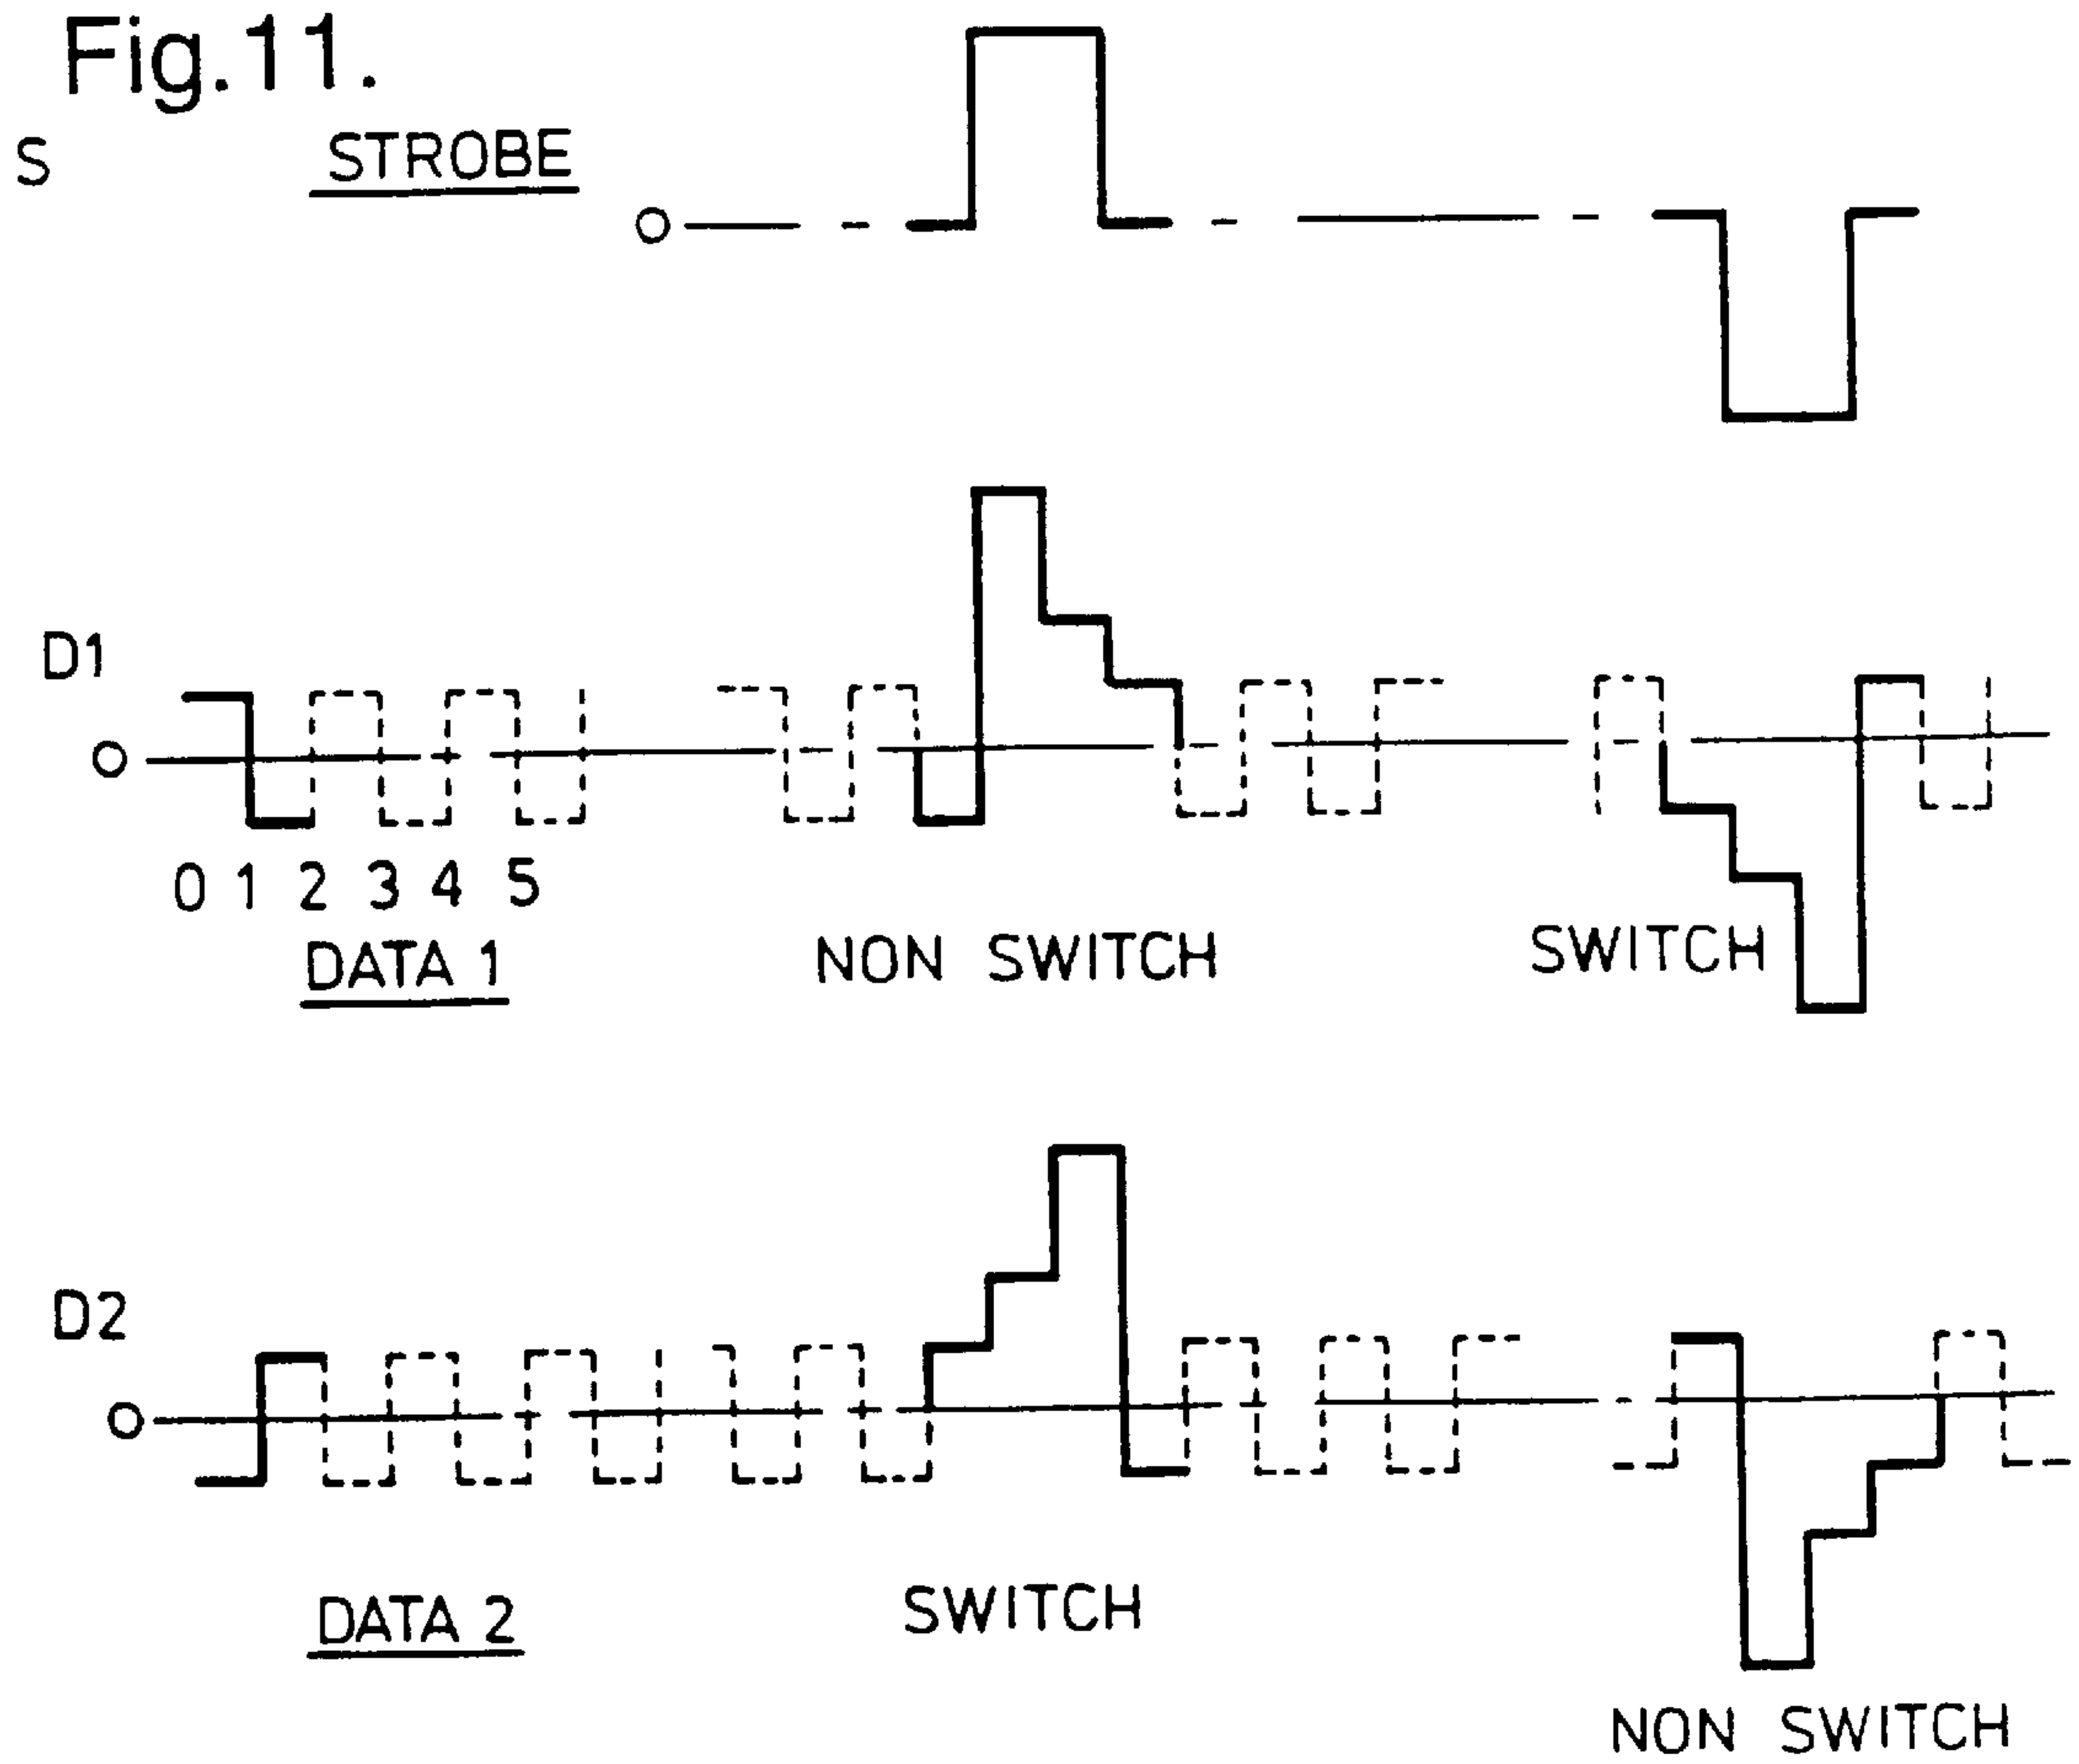 Fig.11.
S STROBE
O
D1
O
0 1 2 3 4 5
DATA 1
NON SWITCH
SWITCH
D2
O
DATA 2
SWITCH
NON SWITCH